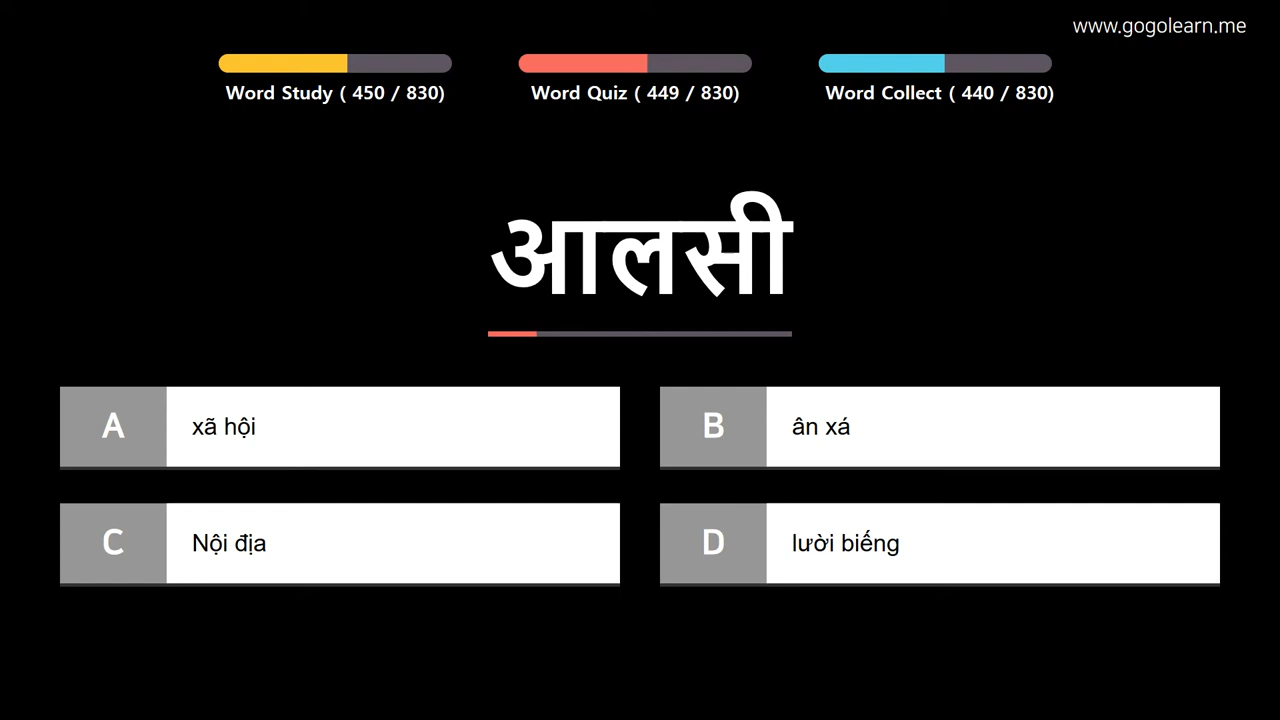 www.gogolearn.me
Word Study ( 450 / 830)
Word Quiz ( 449 / 830)
Word Collect ( 440 / 830)
आलसी
A xã hội
B ân xá
C Nội địa
D lười biếng